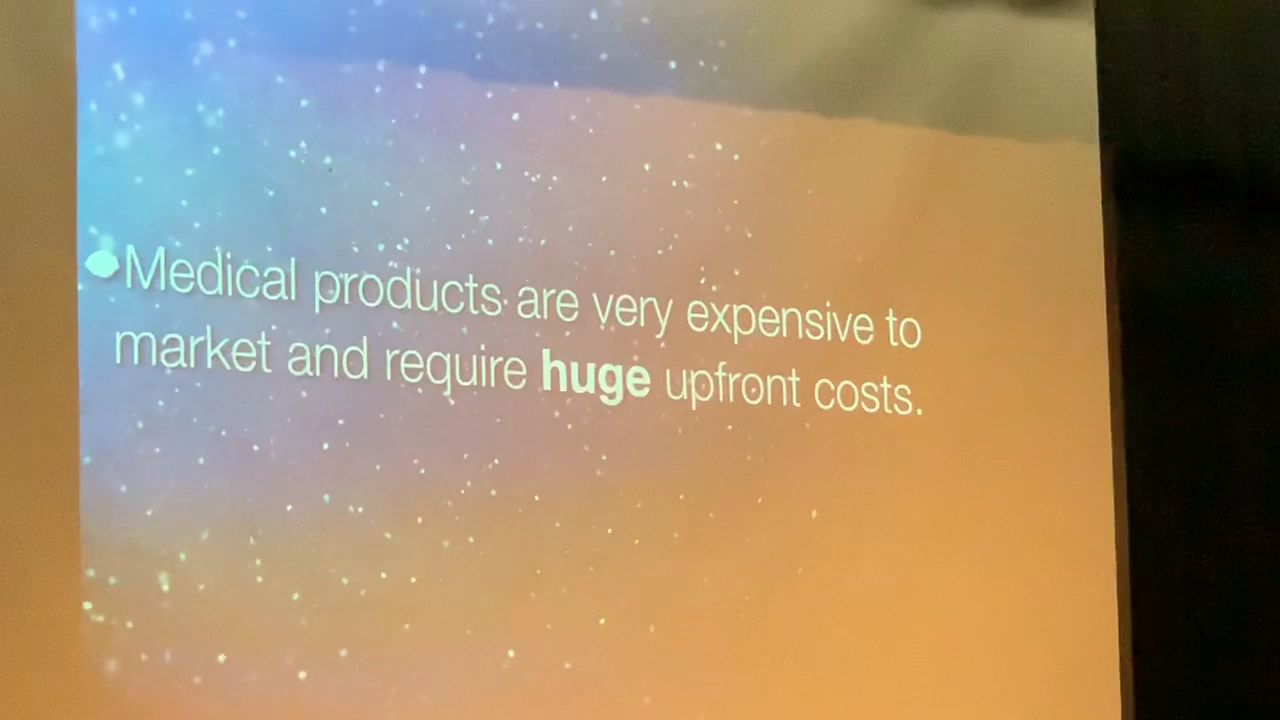 •Medical products are very expensive to
market and require huge upfront costs.